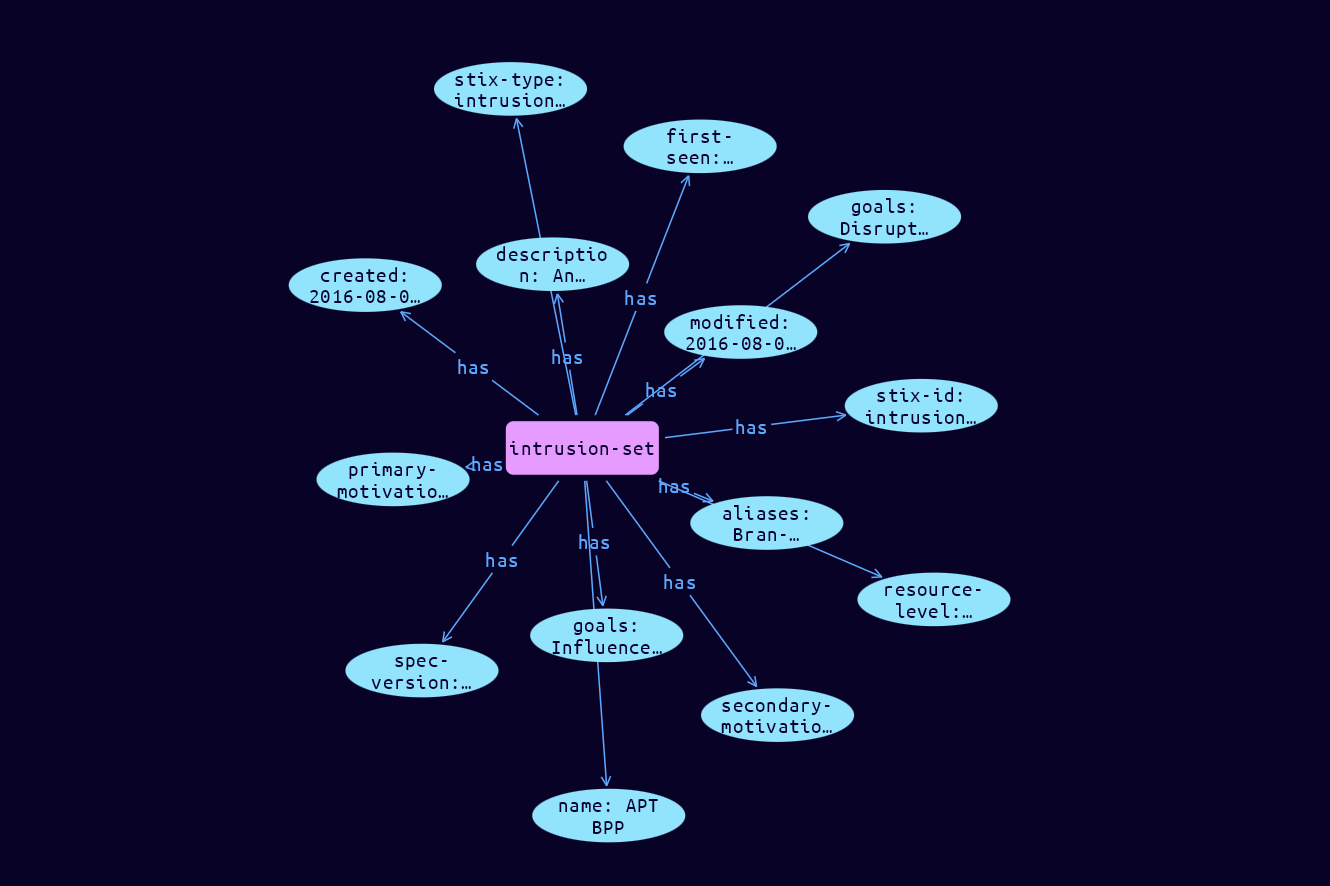 stix-type:
intrusion…
first-
seen:…
goals:
Disrupt…
descriptio
n: An…
created:
2016-08-0…
has
modified:
2016-08-0…
has
has
has
stix-id:
intrusion…
has
intrusion-set
primary-
motivatio…
has
has
aliases:
Bran-…
has
has
has
resource-
level:…
goals:
Influence…
spec-
version:…
secondary-
motivatio…
name: APT
BPP